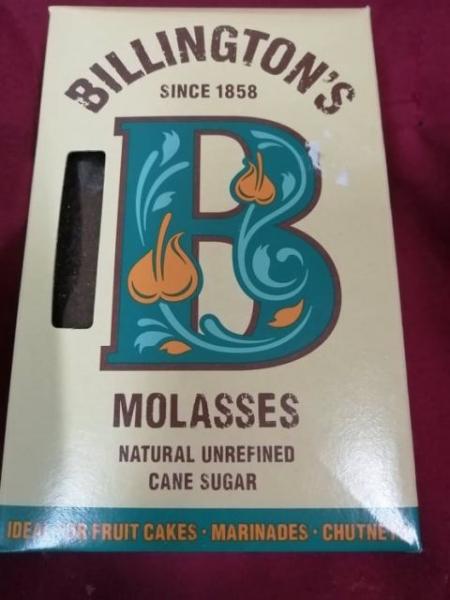 BILLINGTON'S
SINCE 1858
B
MOLASSES
NATURAL UNREFINED
CANE SUGAR
FRUIT CAKES · MARINADES ·